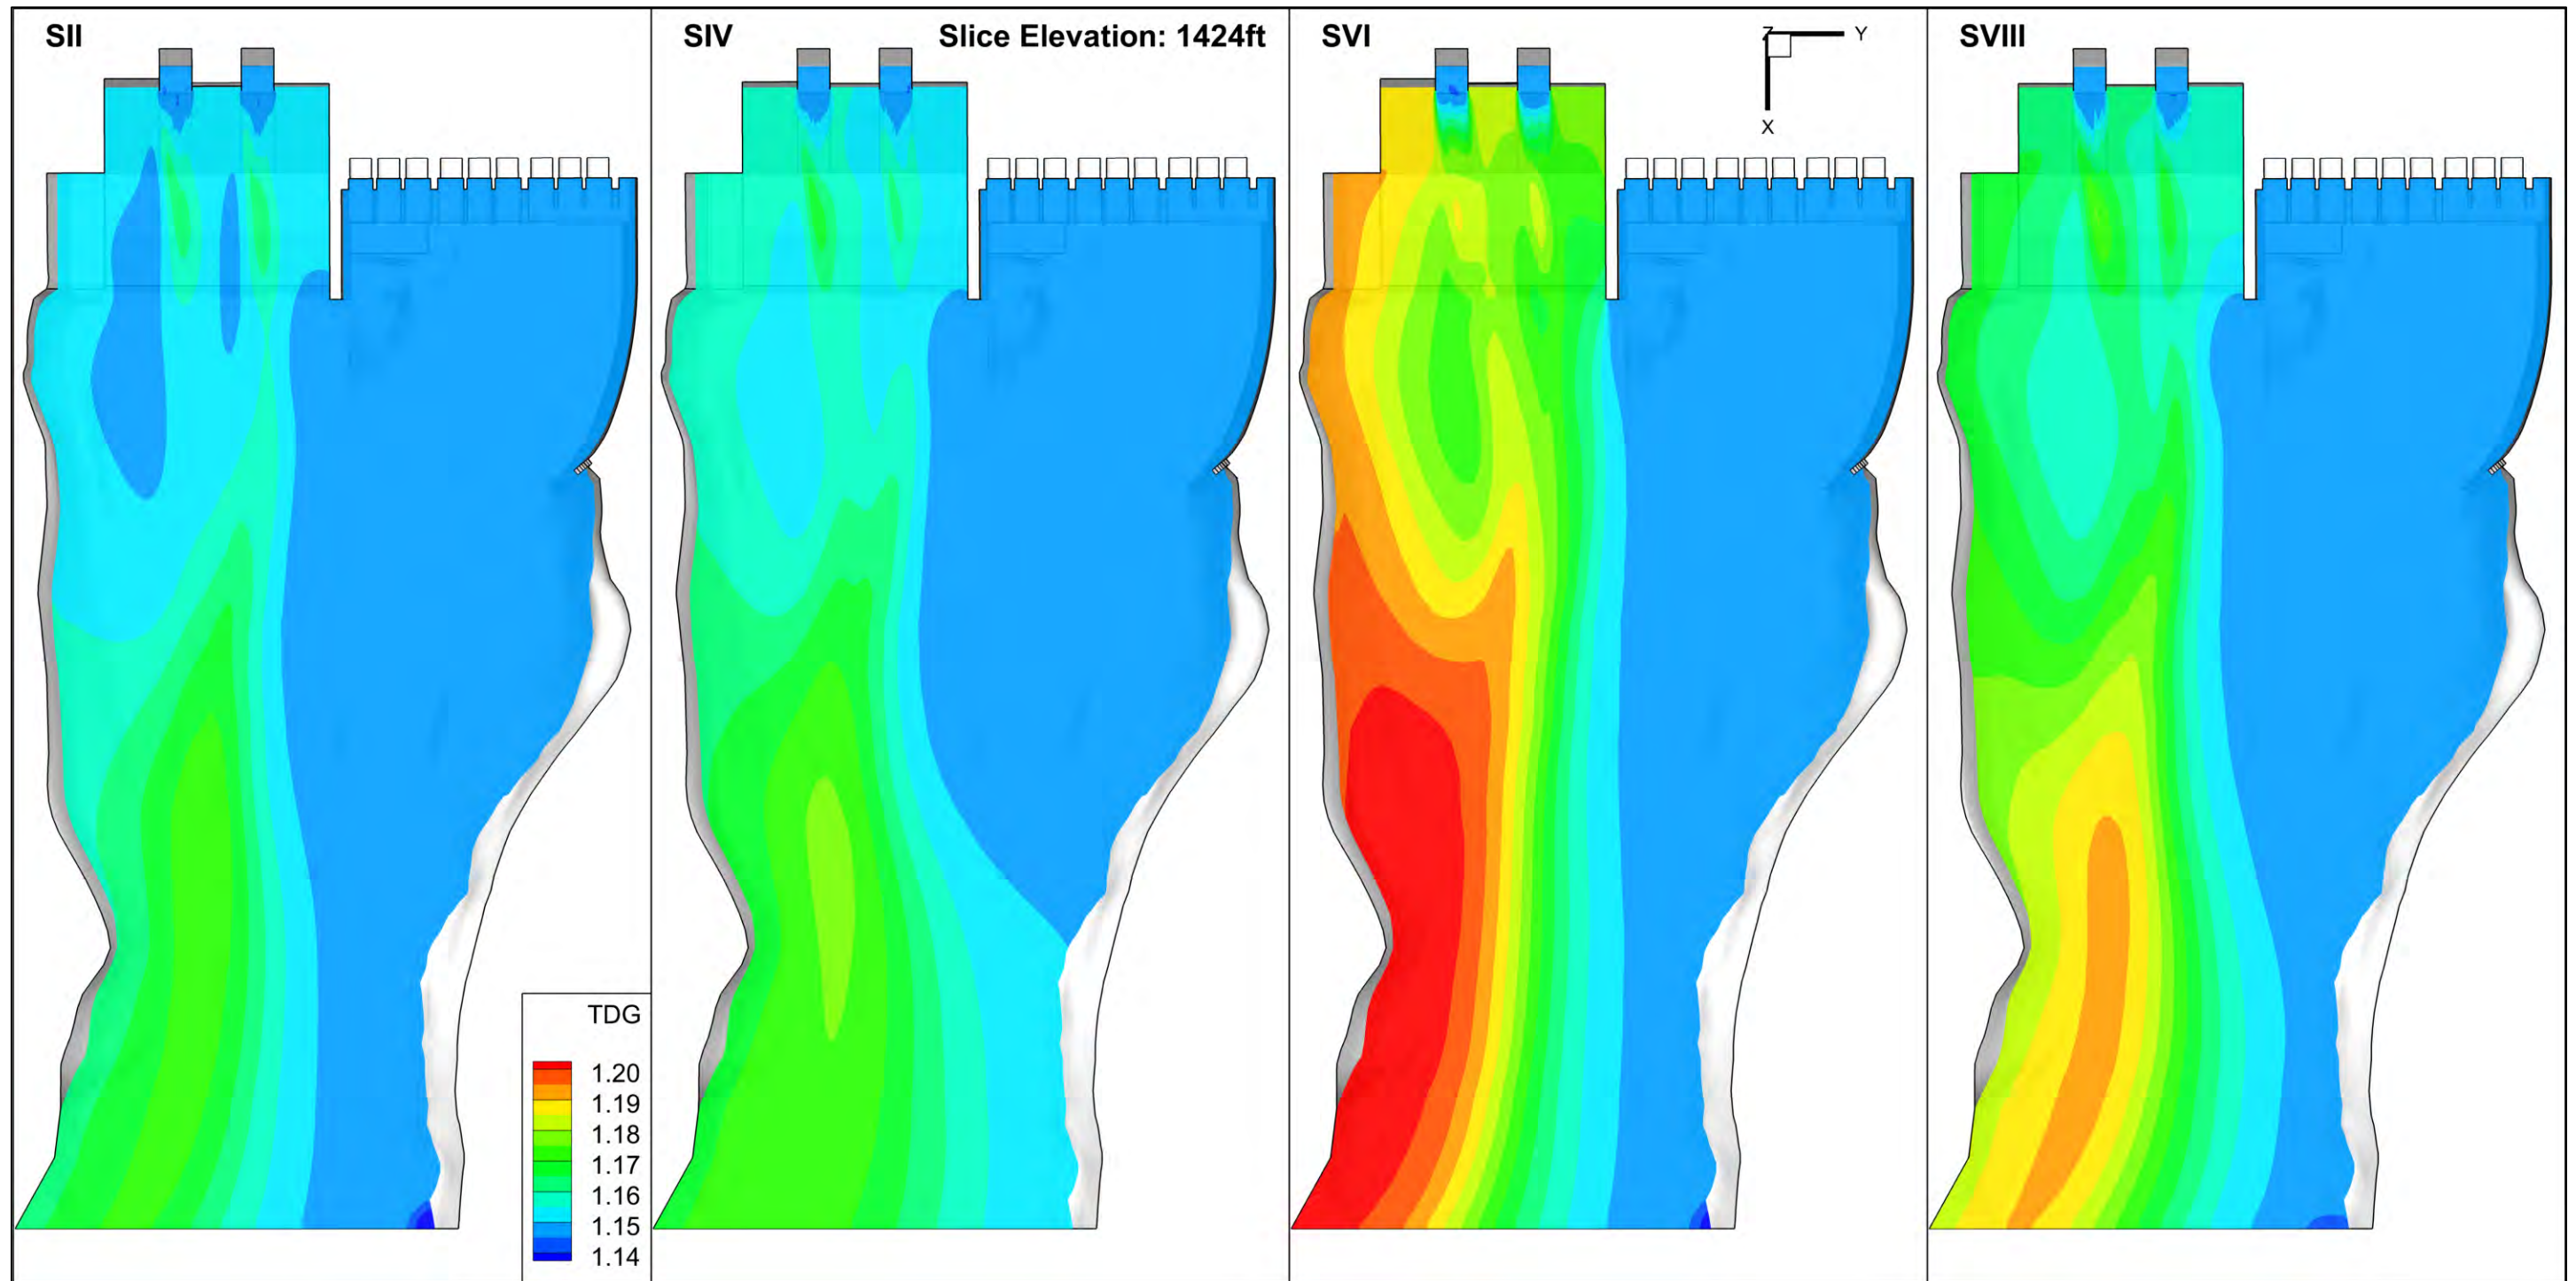 SII
SIV
Slice Elevation: 1424ft
SVI
Z
Y
X
SVIII
TDG
1.20
1.19
1.18
1.17
1.16
1.15
1.14